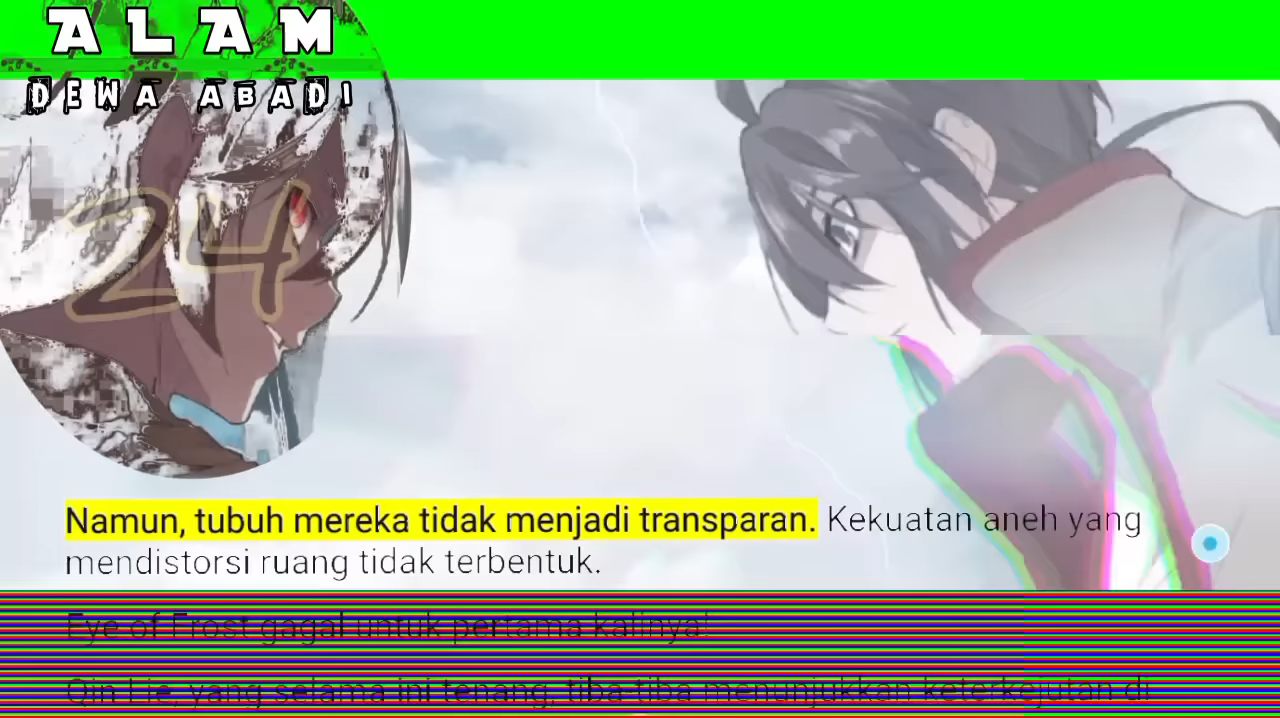 ALAM
DEWA ABADI
24
Namun, tubuh mereka tidak menjadi transparan. Kekuatan aneh yang
mendistorsi ruang tidak terbentuk.
Eye of Frost gagal untuk pertama kalinya!
Qin Lie, yang selama ini tenang, tiba-tiba menunjukkan keterkejutan di